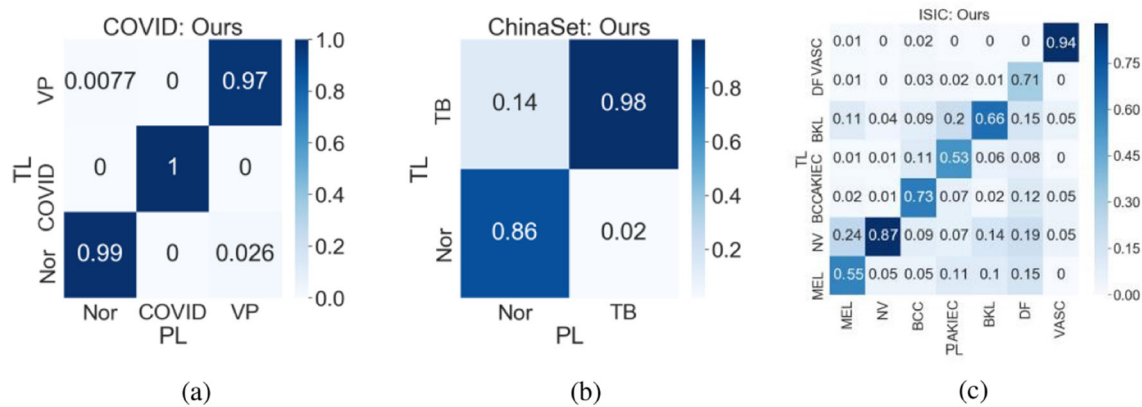 COVID: Ours
VP 0.0077 0 0.97
COVID 0 1 0
Nor 0.99 0 0.026
TL
Nor COVID VP
PL
1.0
0.8
0.6
0.4
0.2
0.0
(a)
ChinaSet: Ours
TB 0.14 0.98
Nor 0.86 0.02
TL
Nor TB
PL
0.8
0.6
0.4
0.2
(b)
ISIC: Ours
VASC 0.01 0 0.02 0 0 0 0.94
DF 0.01 0 0.03 0.02 0.01 0.71 0
BKL 0.11 0.04 0.09 0.2 0.66 0.15 0.05
AKIEC 0.01 0.01 0.11 0.53 0.06 0.08 0
BCC 0.02 0.01 0.73 0.07 0.02 0.12 0.05
NV 0.24 0.87 0.09 0.07 0.14 0.19 0.05
MEL 0.55 0.05 0.05 0.11 0.1 0.15 0
TL
MEL NV BCC AKIEC BKL DF VASC
PL
0.75
0.60
0.45
0.30
0.15
0.00
(c)